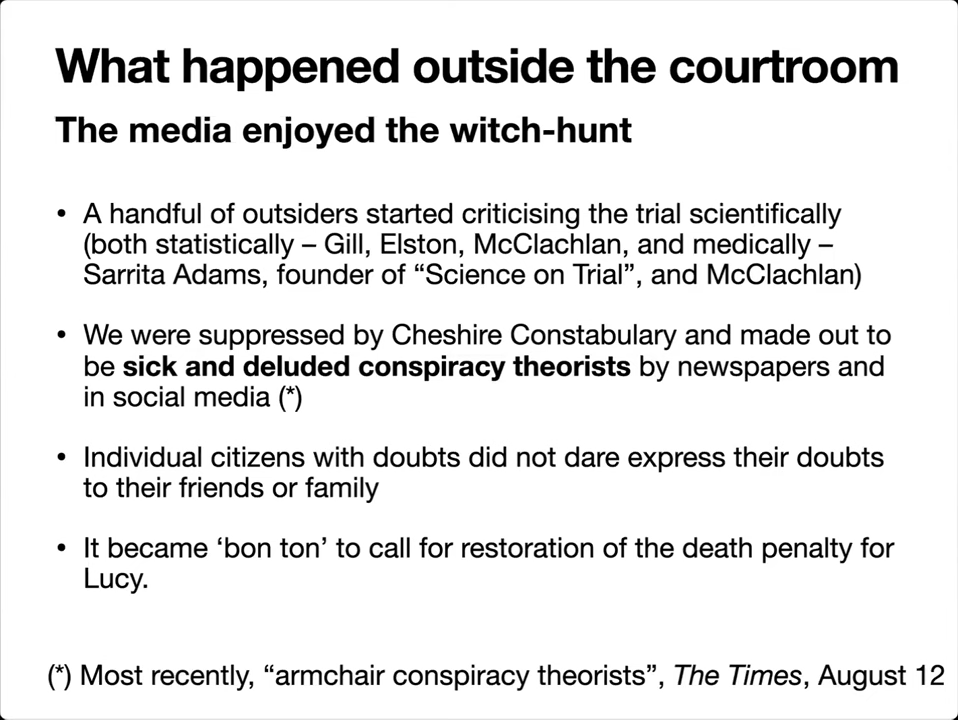 What happened outside the courtroom
The media enjoyed the witch-hunt
• A handful of outsiders started criticising the trial scientifically
(both statistically – Gill, Elston, McClachlan, and medically –
Sarrita Adams, founder of “Science on Trial”, and McClachlan)
• We were suppressed by Cheshire Constabulary and made out to
be sick and deluded conspiracy theorists by newspapers and
in social media (*)
• Individual citizens with doubts did not dare express their doubts
to their friends or family
• It became ‘bon ton’ to call for restoration of the death penalty for
Lucy.
(*) Most recently, “armchair conspiracy theorists”, The Times, August 12